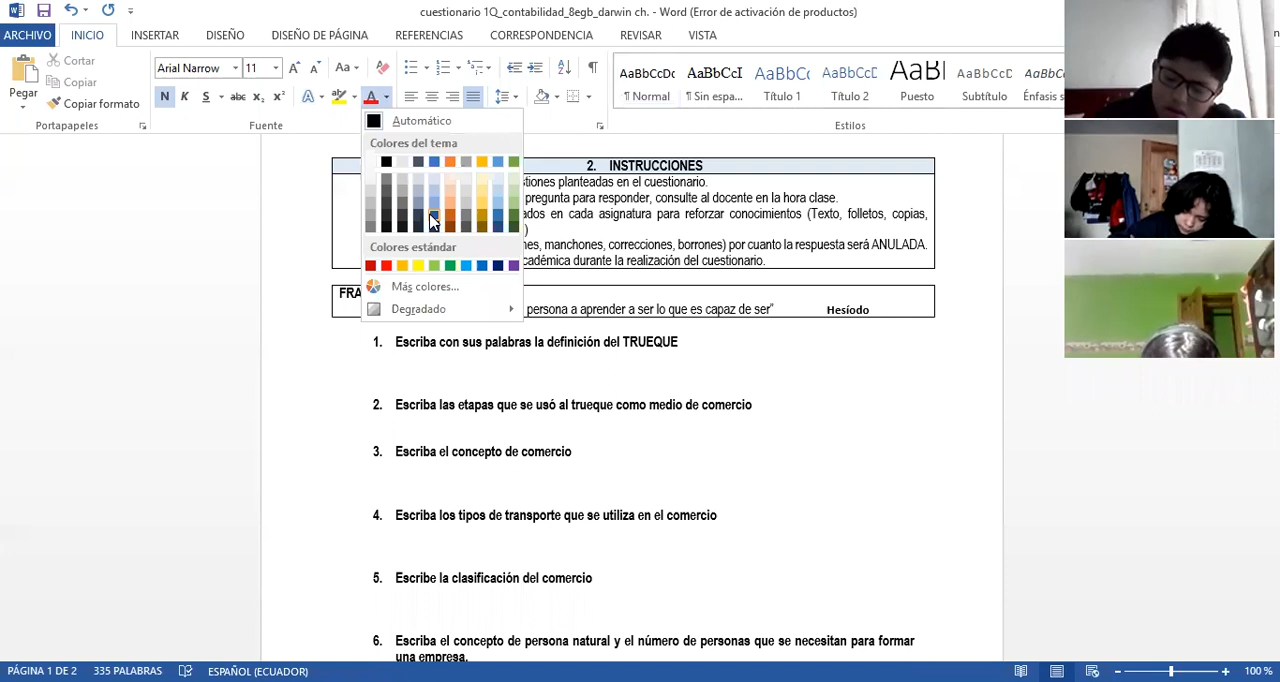 cuestionario 1Q_contabilidad_8egb_darwin ch. - Word (Error de activación de productos)
ARCHIVO INICIO INSERTAR DISEÑO DISEÑO DE PÁGINA REFERENCIAS CORRESPONDENCIA REVISAR VISTA
Cortar
Copiar
Copiar formato
Pegar
Portapapeles
Arial Narrow 11 Aa
N K S abc x₂ x² A ab A
Fuente
AaBbCcDc AaBbCcI AaBbCc AaBbCcD AaBl AaBbCcD AaBbCc
¶ Normal ¶ Sin espa... Título 1 Título 2 Puesto Subtítulo Énfasis s
Estilos
Automático
Colores del tema
Colores estándar
Más colores...
Degradado
2. INSTRUCCIONES
tiones planteadas en el cuestionario.
pregunta para responder, consulte al docente en la hora clase.
ados en cada asignatura para reforzar conocimientos (Texto, folletos, copias,
)
nes, manchones, correcciones, borrones) por cuanto la respuesta será ANULADA.
cadémica durante la realización del cuestionario.
FRA
persona a aprender a ser lo que es capaz de ser” Hesíodo
1. Escriba con sus palabras la definición del TRUEQUE
2. Escriba las etapas que se usó al trueque como medio de comercio
3. Escriba el concepto de comercio
4. Escriba los tipos de transporte que se utiliza en el comercio
5. Escribe la clasificación del comercio
6. Escriba el concepto de persona natural y el número de personas que se necesitan para formar
una empresa.
PÁGINA 1 DE 2 335 PALABRAS ESPAÑOL (ECUADOR) 100 %